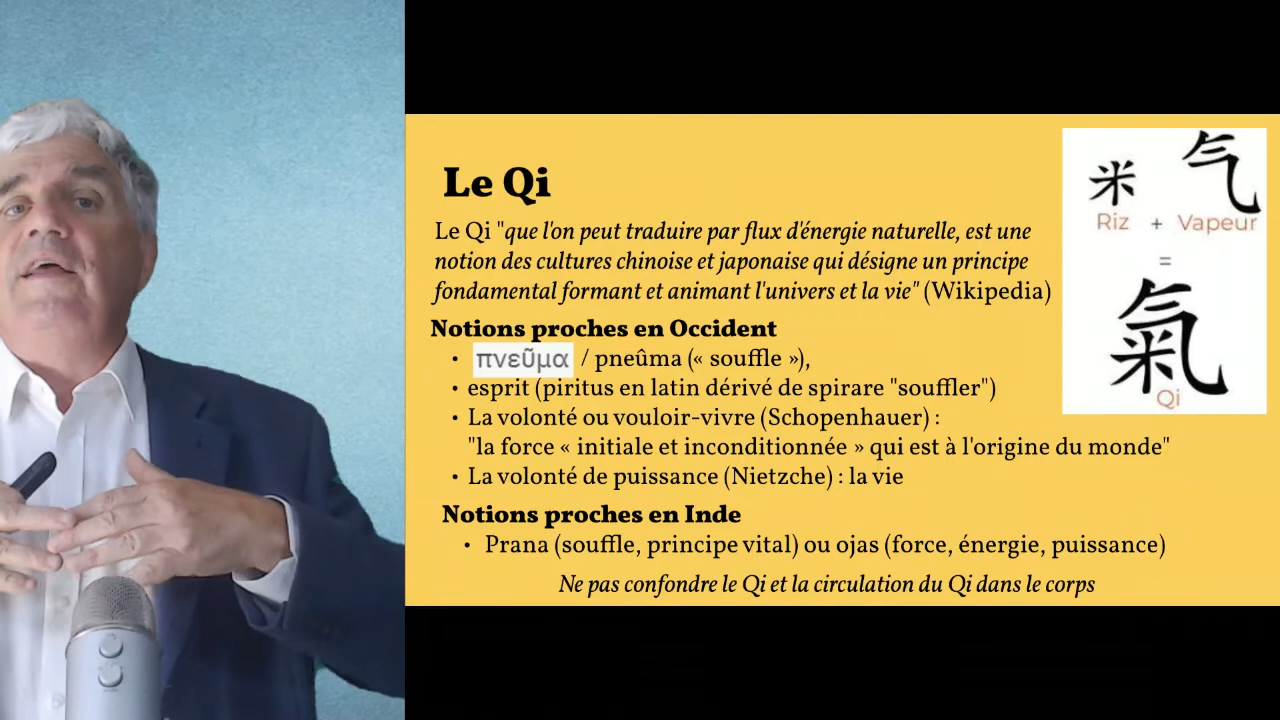 Le Qi
Le Qi "que l'on peut traduire par flux d'énergie naturelle, est une
notion des cultures chinoise et japonaise qui désigne un principe
fondamental formant et animant l'univers et la vie" (Wikipedia)
Notions proches en Occident
• πνεῦμα / pneûma (« souffle »),
• esprit (piritus en latin dérivé de spirare "souffler")
• La volonté ou vouloir-vivre (Schopenhauer) :
"la force « initiale et inconditionnée » qui est à l'origine du monde"
• La volonté de puissance (Nietzche) : la vie
Notions proches en Inde
• Prana (souffle, principe vital) ou ojas (force, énergie, puissance)
Ne pas confondre le Qi et la circulation du Qi dans le corps
米 气
Riz + Vapeur
=
氣
Qi